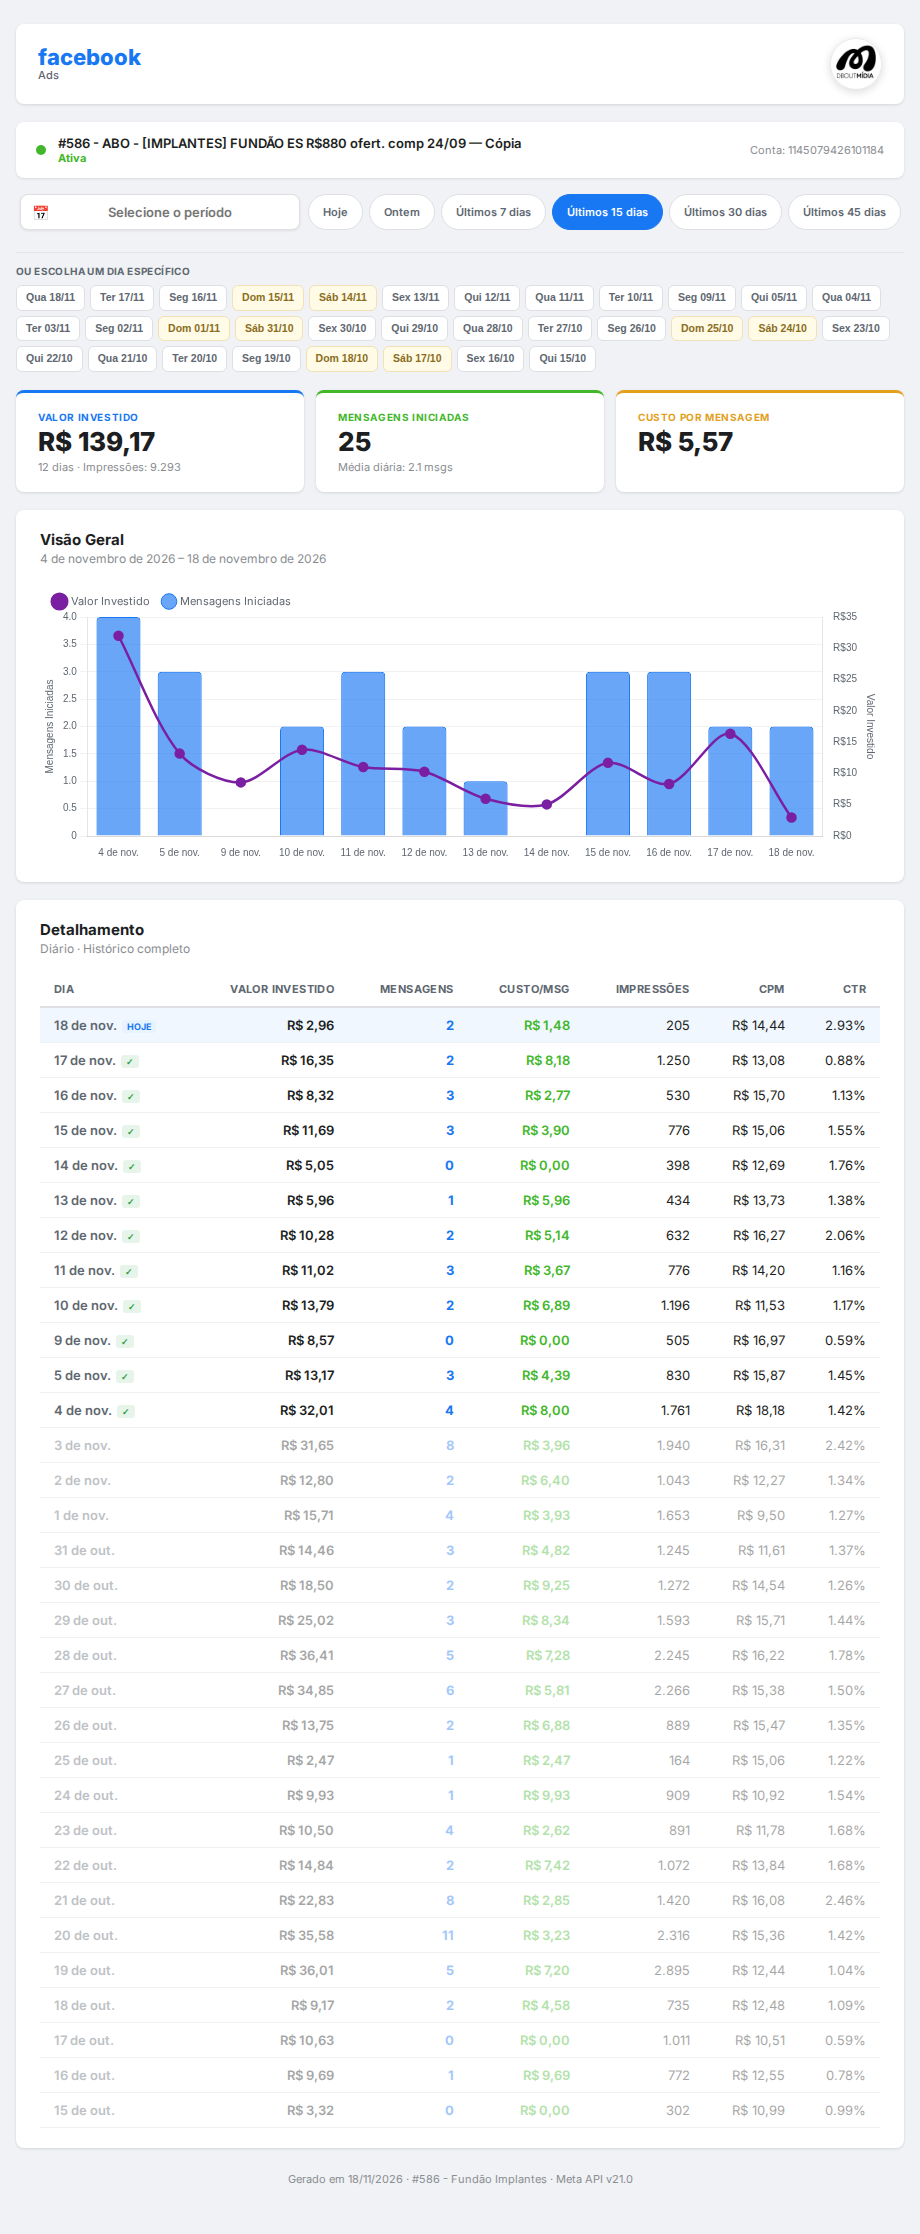 facebook
Ads
DBOUTMÍDIA
#586 - ABO - [IMPLANTES] FUNDÃO ES R$880 ofert. comp 24/09 — Cópia
Ativa
Conta: 1145079426101184
Selecione o período Hoje Ontem Últimos 7 dias Últimos 15 dias Últimos 30 dias Últimos 45 dias
OU ESCOLHA UM DIA ESPECÍFICO
Qua 18/11 Ter 17/11 Seg 16/11 Dom 15/11 Sáb 14/11 Sex 13/11 Qui 12/11 Qua 11/11 Ter 10/11 Seg 09/11 Qui 05/11 Qua 04/11
Ter 03/11 Seg 02/11 Dom 01/11 Sáb 31/10 Sex 30/10 Qui 29/10 Qua 28/10 Ter 27/10 Seg 26/10 Dom 25/10 Sáb 24/10 Sex 23/10
Qui 22/10 Qua 21/10 Ter 20/10 Seg 19/10 Dom 18/10 Sáb 17/10 Sex 16/10 Qui 15/10
VALOR INVESTIDO
R$ 139,17
12 dias · Impressões: 9.293
MENSAGENS INICIADAS
25
Média diária: 2.1 msgs
CUSTO POR MENSAGEM
R$ 5,57
Visão Geral
4 de novembro de 2026 – 18 de novembro de 2026
Valor Investido Mensagens Iniciadas
4.0 R$35
3.5 R$30
3.0 R$25
2.5 R$20
2.0 R$15
1.5 R$10
1.0 R$5
0.5 R$0
0
Mensagens Iniciadas
Valor Investido
4 de nov. 5 de nov. 9 de nov. 10 de nov. 11 de nov. 12 de nov. 13 de nov. 14 de nov. 15 de nov. 16 de nov. 17 de nov. 18 de nov.
Detalhamento
Diário · Histórico completo
DIA VALOR INVESTIDO MENSAGENS CUSTO/MSG IMPRESSÕES CPM CTR
18 de nov. HOJE R$ 2,96 2 R$ 1,48 205 R$ 14,44 2.93%
17 de nov. ✓ R$ 16,35 2 R$ 8,18 1.250 R$ 13,08 0.88%
16 de nov. ✓ R$ 8,32 3 R$ 2,77 530 R$ 15,70 1.13%
15 de nov. ✓ R$ 11,69 3 R$ 3,90 776 R$ 15,06 1.55%
14 de nov. ✓ R$ 5,05 0 R$ 0,00 398 R$ 12,69 1.76%
13 de nov. ✓ R$ 5,96 1 R$ 5,96 434 R$ 13,73 1.38%
12 de nov. ✓ R$ 10,28 2 R$ 5,14 632 R$ 16,27 2.06%
11 de nov. ✓ R$ 11,02 3 R$ 3,67 776 R$ 14,20 1.16%
10 de nov. ✓ R$ 13,79 2 R$ 6,89 1.196 R$ 11,53 1.17%
9 de nov. ✓ R$ 8,57 0 R$ 0,00 505 R$ 16,97 0.59%
5 de nov. ✓ R$ 13,17 3 R$ 4,39 830 R$ 15,87 1.45%
4 de nov. ✓ R$ 32,01 4 R$ 8,00 1.761 R$ 18,18 1.42%
3 de nov. R$ 31,65 8 R$ 3,96 1.940 R$ 16,31 2.42%
2 de nov. R$ 12,80 2 R$ 6,40 1.043 R$ 12,27 1.34%
1 de nov. R$ 15,71 4 R$ 3,93 1.653 R$ 9,50 1.27%
31 de out. R$ 14,46 3 R$ 4,82 1.245 R$ 11,61 1.37%
30 de out. R$ 18,50 2 R$ 9,25 1.272 R$ 14,54 1.26%
29 de out. R$ 25,02 3 R$ 8,34 1.593 R$ 15,71 1.44%
28 de out. R$ 36,41 5 R$ 7,28 2.245 R$ 16,22 1.78%
27 de out. R$ 34,85 6 R$ 5,81 2.266 R$ 15,38 1.50%
26 de out. R$ 13,75 2 R$ 6,88 889 R$ 15,47 1.35%
25 de out. R$ 2,47 1 R$ 2,47 164 R$ 15,06 1.22%
24 de out. R$ 9,93 1 R$ 9,93 909 R$ 10,92 1.54%
23 de out. R$ 10,50 4 R$ 2,62 891 R$ 11,78 1.68%
22 de out. R$ 14,84 2 R$ 7,42 1.072 R$ 13,84 1.68%
21 de out. R$ 22,83 8 R$ 2,85 1.420 R$ 16,08 2.46%
20 de out. R$ 35,58 11 R$ 3,23 2.316 R$ 15,36 1.42%
19 de out. R$ 36,01 5 R$ 7,20 2.895 R$ 12,44 1.04%
18 de out. R$ 9,17 2 R$ 4,58 735 R$ 12,48 1.09%
17 de out. R$ 10,63 0 R$ 0,00 1.011 R$ 10,51 0.59%
16 de out. R$ 9,69 1 R$ 9,69 772 R$ 12,55 0.78%
15 de out. R$ 3,32 0 R$ 0,00 302 R$ 10,99 0.99%
Gerado em 18/11/2026 · #586 - Fundão Implantes · Meta API v21.0